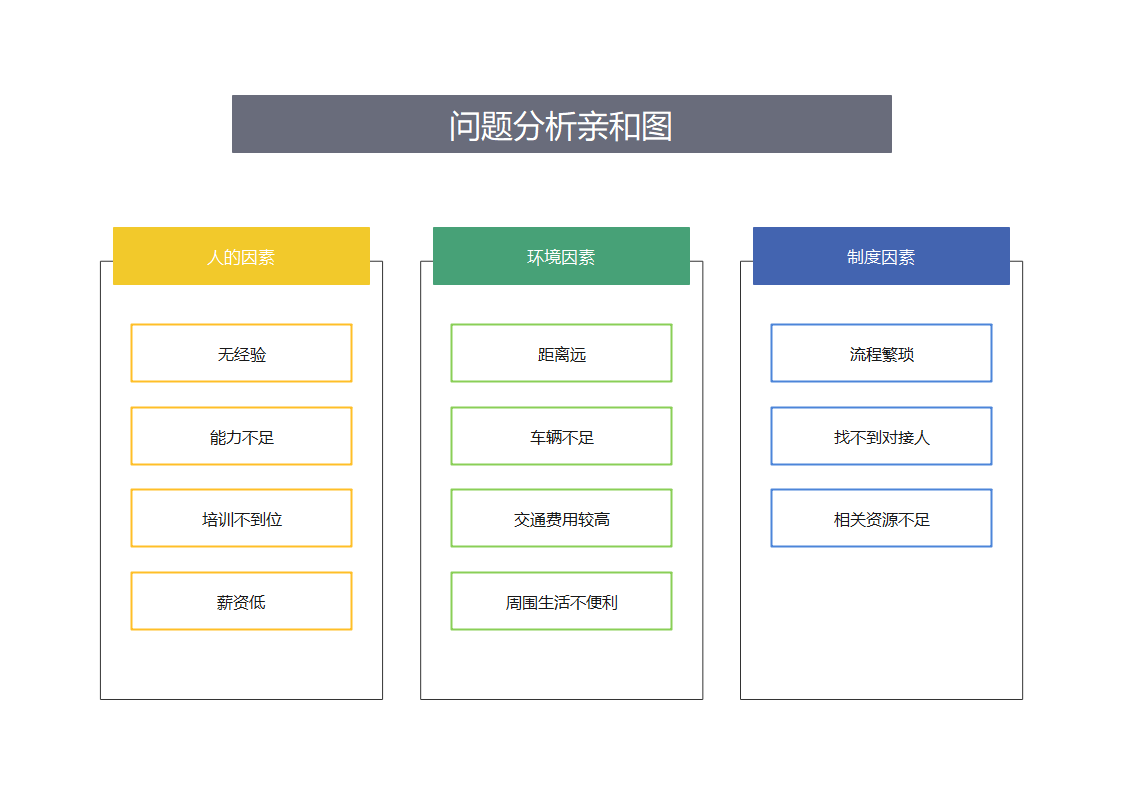 问题分析亲和图
人的因素
无经验
能力不足
培训不到位
薪资低
环境因素
距离远
车辆不足
交通费用较高
周围生活不便利
制度因素
流程繁琐
找不到对接人
相关资源不足